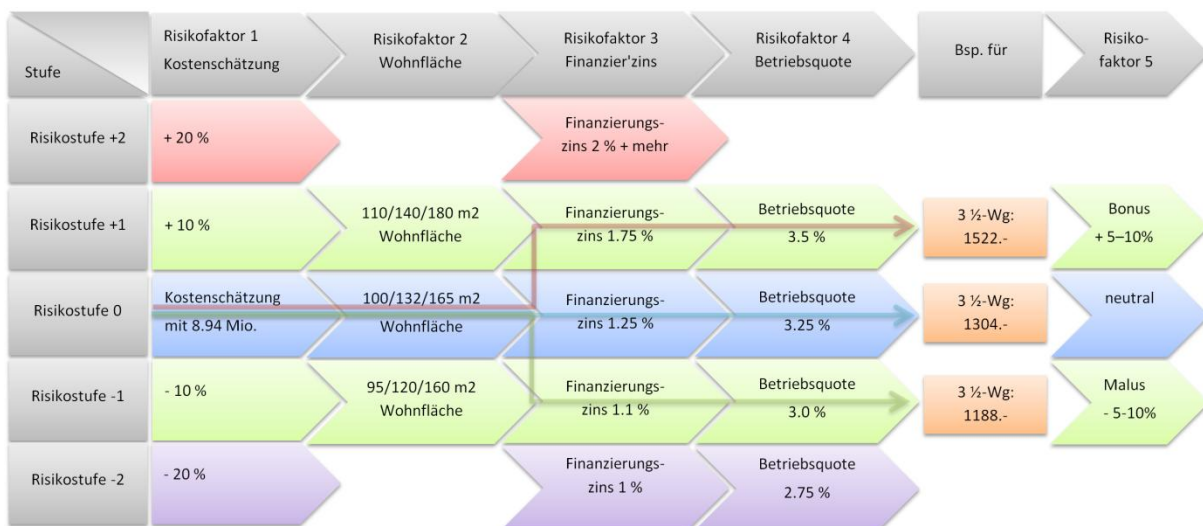 Stufe
Risikofaktor 1
Kostenschätzung
Risikofaktor 2
Wohnfläche
Risikofaktor 3
Finanzier'zins
Risikofaktor 4
Betriebsquote
Bsp. für
Risiko-
faktor 5
Risikostufe +2
+ 20 %
Finanzierungs-
zins 2 % + mehr
Risikostufe +1
+ 10 %
110/140/180 m2
Wohnfläche
Finanzierungs-
zins 1.75 %
Betriebsquote
3.5 %
3 ½-Wg:
1522.-
Bonus
+ 5–10%
Risikostufe 0
Kostenschätzung
mit 8.94 Mio.
100/132/165 m2
Wohnfläche
Finanzierungs-
zins 1.25 %
Betriebsquote
3.25 %
3 ½-Wg:
1304.-
neutral
Risikostufe -1
- 10 %
95/120/160 m2
Wohnfläche
Finanzierungs-
zins 1.1 %
Betriebsquote
3.0 %
3 ½-Wg:
1188.-
Malus
- 5-10%
Risikostufe -2
- 20 %
Finanzierungs-
zins 1 %
Betriebsquote
2.75 %